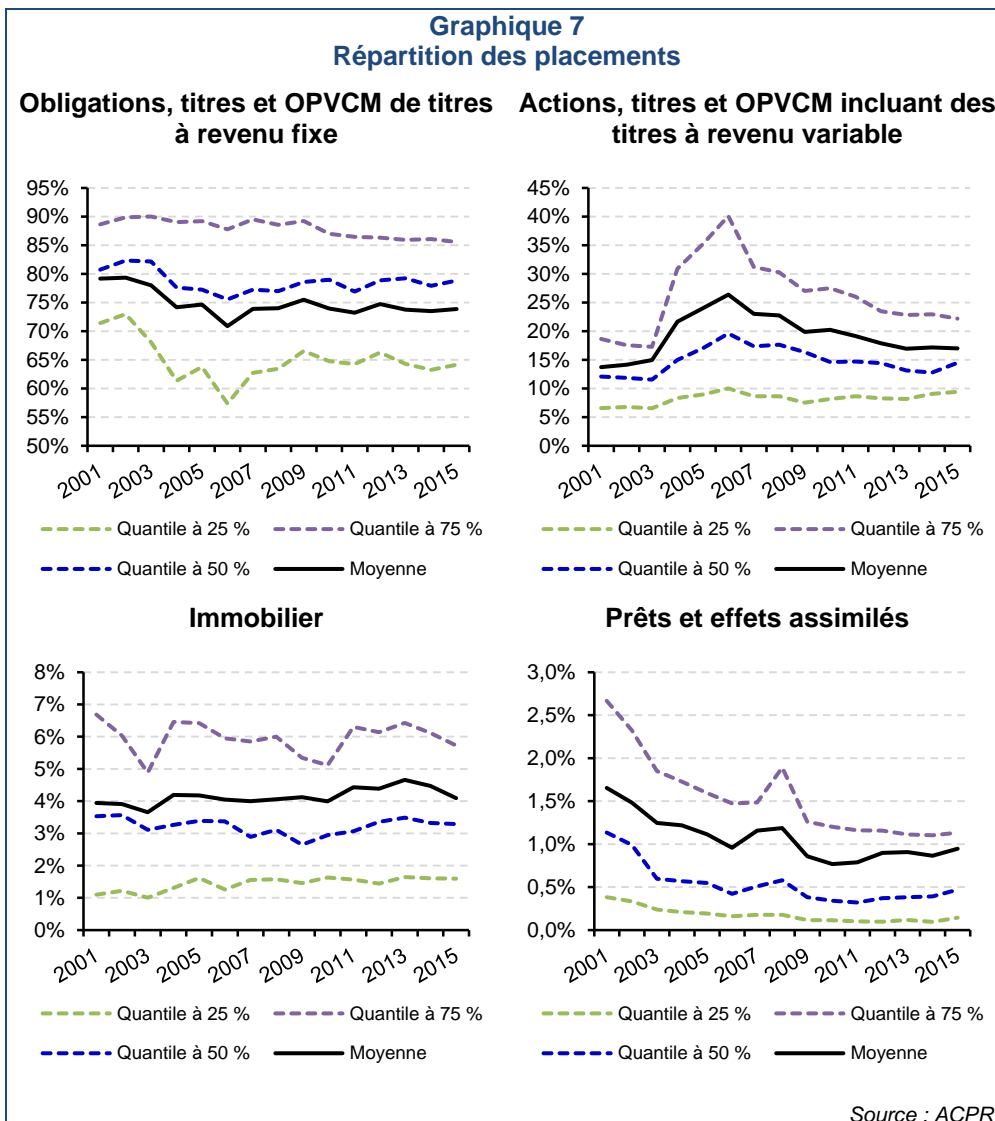 Graphique 7
Répartition des placements
Obligations, titres et OPVCM de titres
à revenu fixe
95%
90%
85%
80%
75%
70%
65%
60%
55%
50%
2001
2003
2005
2007
2009
2011
2013
2015
Quantile à 25 %
Quantile à 75 %
Quantile à 50 %
Moyenne
Actions, titres et OPVCM incluant des
titres à revenu variable
45%
40%
35%
30%
25%
20%
15%
10%
5%
0%
2001
2003
2005
2007
2009
2011
2013
2015
Quantile à 25 %
Quantile à 75 %
Quantile à 50 %
Moyenne
Immobilier
8%
7%
6%
5%
4%
3%
2%
1%
0%
2001
2003
2005
2007
2009
2011
2013
2015
Quantile à 25 %
Quantile à 75 %
Quantile à 50 %
Moyenne
Prêts et effets assimilés
3,0%
2,5%
2,0%
1,5%
1,0%
0,5%
0,0%
2001
2003
2005
2007
2009
2011
2013
2015
Quantile à 25 %
Quantile à 75 %
Quantile à 50 %
Moyenne
Source : ACPR